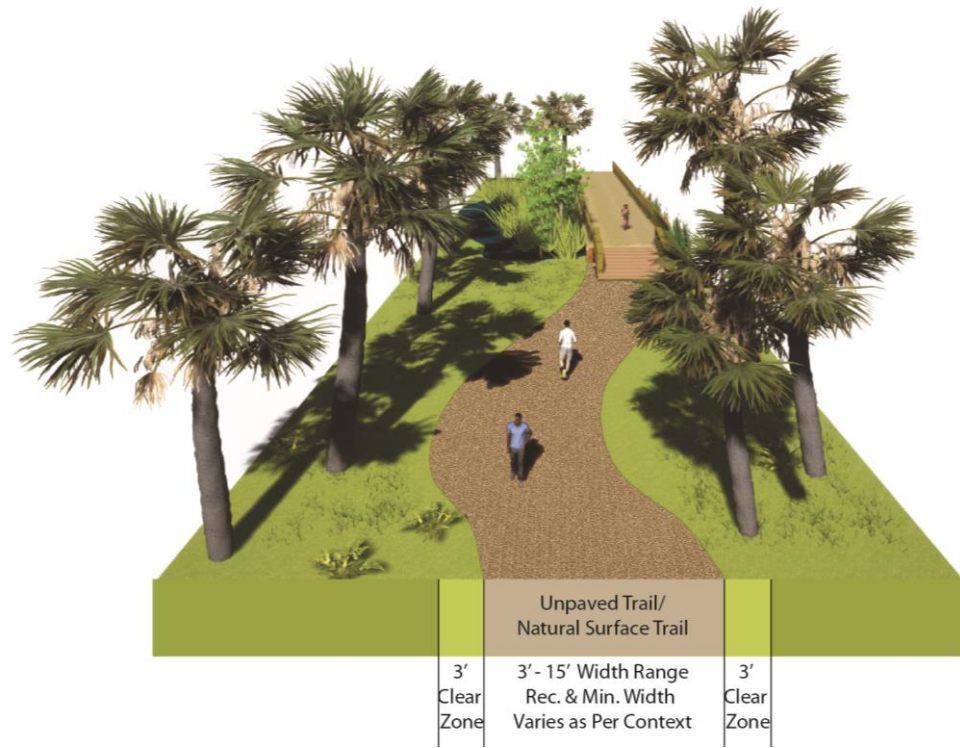 Unpaved Trail/
Natural Surface Trail
3'
Clear
Zone
3' - 15' Width Range
Rec. & Min. Width
Varies as Per Context
3'
Clear
Zone